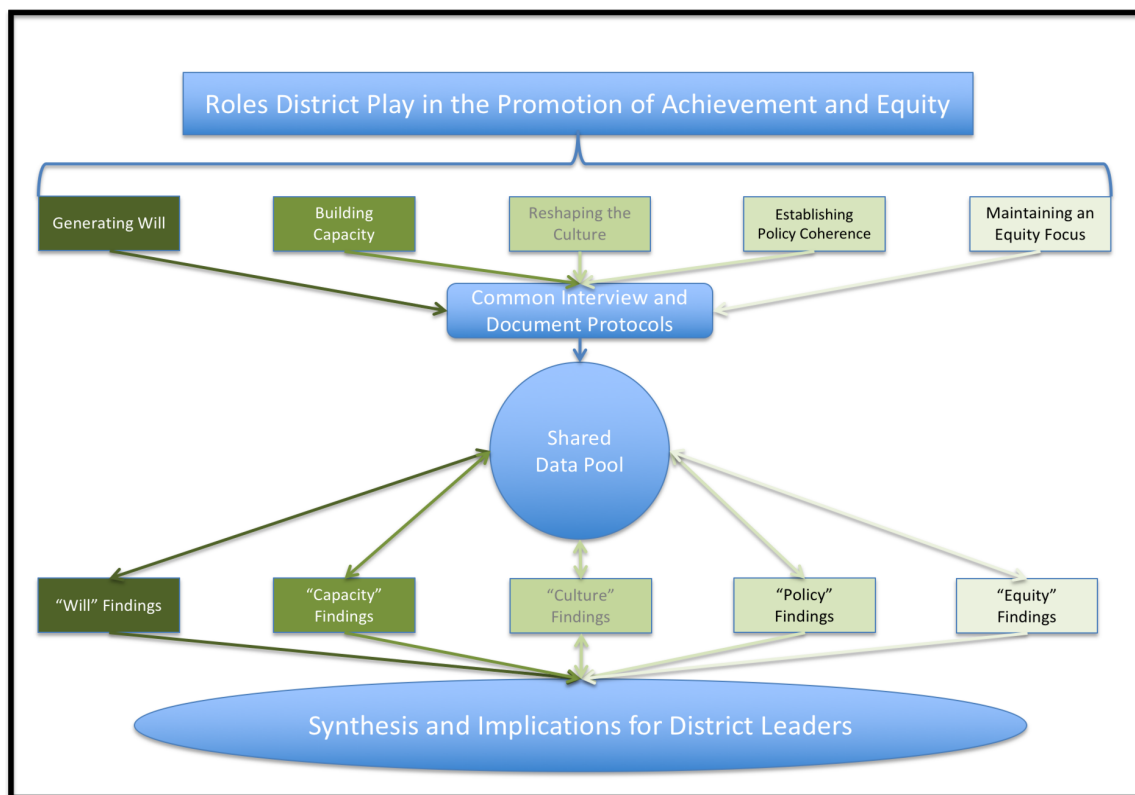 Roles District Play in the Promotion of Achievement and Equity
Generating Will
Building
Capacity
Reshaping the
Culture
Establishing
Policy Coherence
Maintaining an
Equity Focus
Common Interview and
Document Protocols
Shared
Data Pool
“Will” Findings
“Capacity”
Findings
“Culture”
Findings
“Policy”
Findings
“Equity”
Findings
Synthesis and Implications for District Leaders